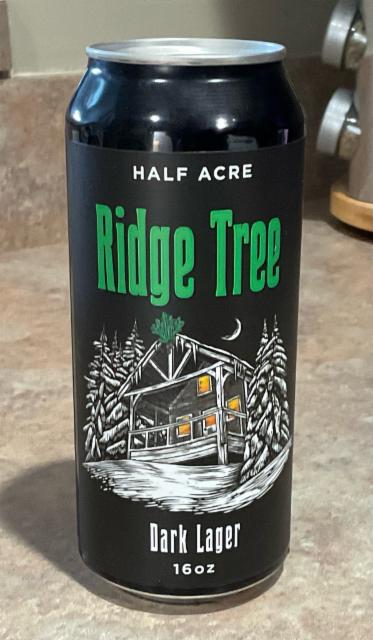 HALF ACRE
Ridge Tree
Dark Lager
16oz